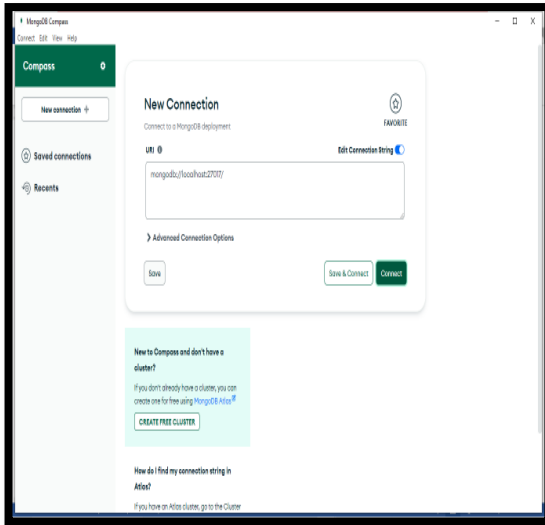 MongoDB Compass
Connect Edit View Help
Compass
New connection +
Saved connections
Recents
New Connection
Connect to a MongoDB deployment
FAVORITE
URI
Edit Connection String
mongodb://localhost:27017/
Advanced Connection Options
Save
Save & Connect
Connect
New to Compass and don't have a
cluster?
If you don't already have a cluster, you can
create one for free using MongoDB Atlas
CREATE FREE CLUSTER
How do I find my connection string in
Atlas?
If you have an Atlas cluster, go to the Cluster